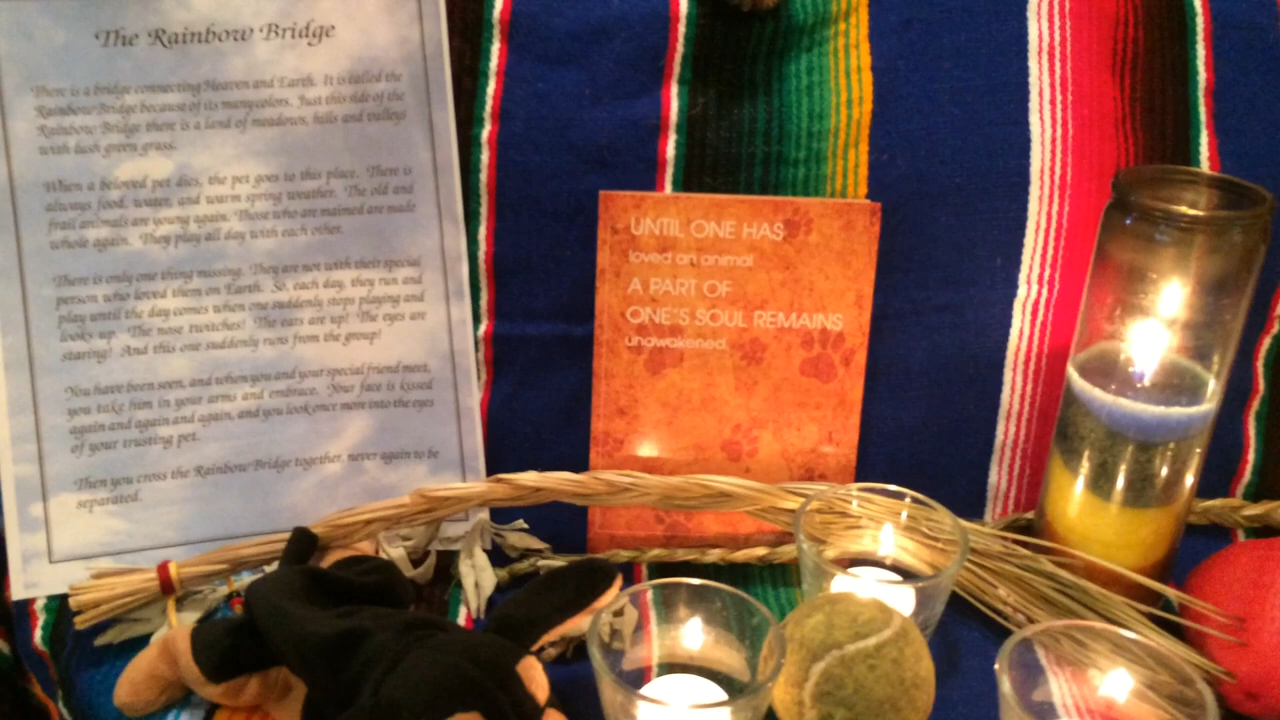 The Rainbow Bridge
There is a bridge connecting Heaven and Earth. It is called the
Rainbow Bridge because of its many colors. Just this side of the
Rainbow Bridge there is a land of meadows, hills and valleys
with lush green grass.
When a beloved pet dies, the pet goes to this place. There is
always food, water, and warm spring weather. The old and
frail animals are young again. Those who are maimed are made
whole again. They play all day with each other.
There is only one thing missing. They are not with their special
person who loved them on Earth. So, each day, they run and
play until the day comes when one suddenly stops playing and
looks up. The nose twitches! The ears are up! The eyes are
staring! And this one suddenly runs from the group!
You have been seen, and when you and your special friend meet,
you take him in your arms and embrace. Your face is kissed
again and again and again, and you look once more into the eyes
of your trusting pet.
Then you cross the Rainbow Bridge together, never again to be
separated.
UNTIL ONE HAS
loved an animal
A PART OF
ONE'S SOUL REMAINS
unawakened.